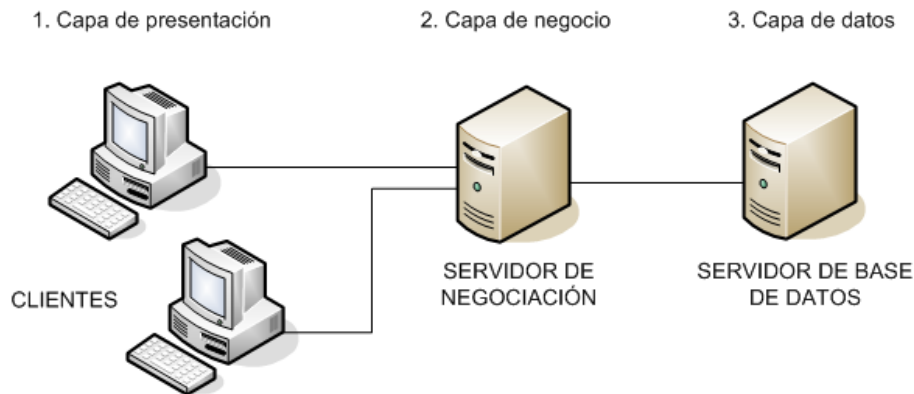 1. Capa de presentación
2. Capa de negocio
3. Capa de datos
CLIENTES
SERVIDOR DE
NEGOCIACIÓN
SERVIDOR DE BASE
DE DATOS